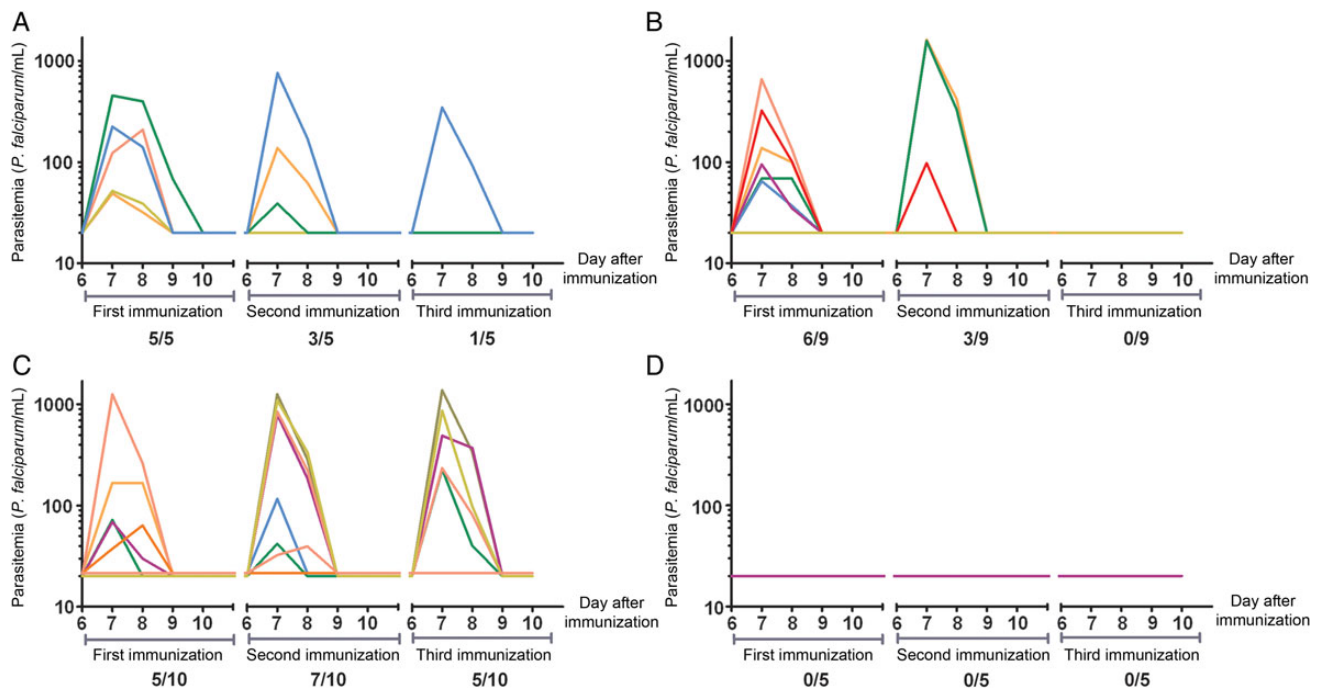 A
Parasitemia (P. falciparum/mL)
1000
100
10
6 7 8 9 10 6 7 8 9 10 6 7 8 9 10
Day after
immunization
First immunization Second immunization Third immunization
5/5 3/5 1/5
B
Parasitemia (P. falciparum/mL)
1000
100
10
6 7 8 9 10 6 7 8 9 10 6 7 8 9 10
Day after
immunization
First immunization Second immunization Third immunization
6/9 3/9 0/9
C
Parasitemia (P. falciparum/mL)
1000
100
10
6 7 8 9 10 6 7 8 9 10 6 7 8 9 10
Day after
immunization
First immunization Second immunization Third immunization
5/10 7/10 5/10
D
Parasitemia (P. falciparum/mL)
1000
100
10
6 7 8 9 10 6 7 8 9 10 6 7 8 9 10
Day after
immunization
First immunization Second immunization Third immunization
0/5 0/5 0/5